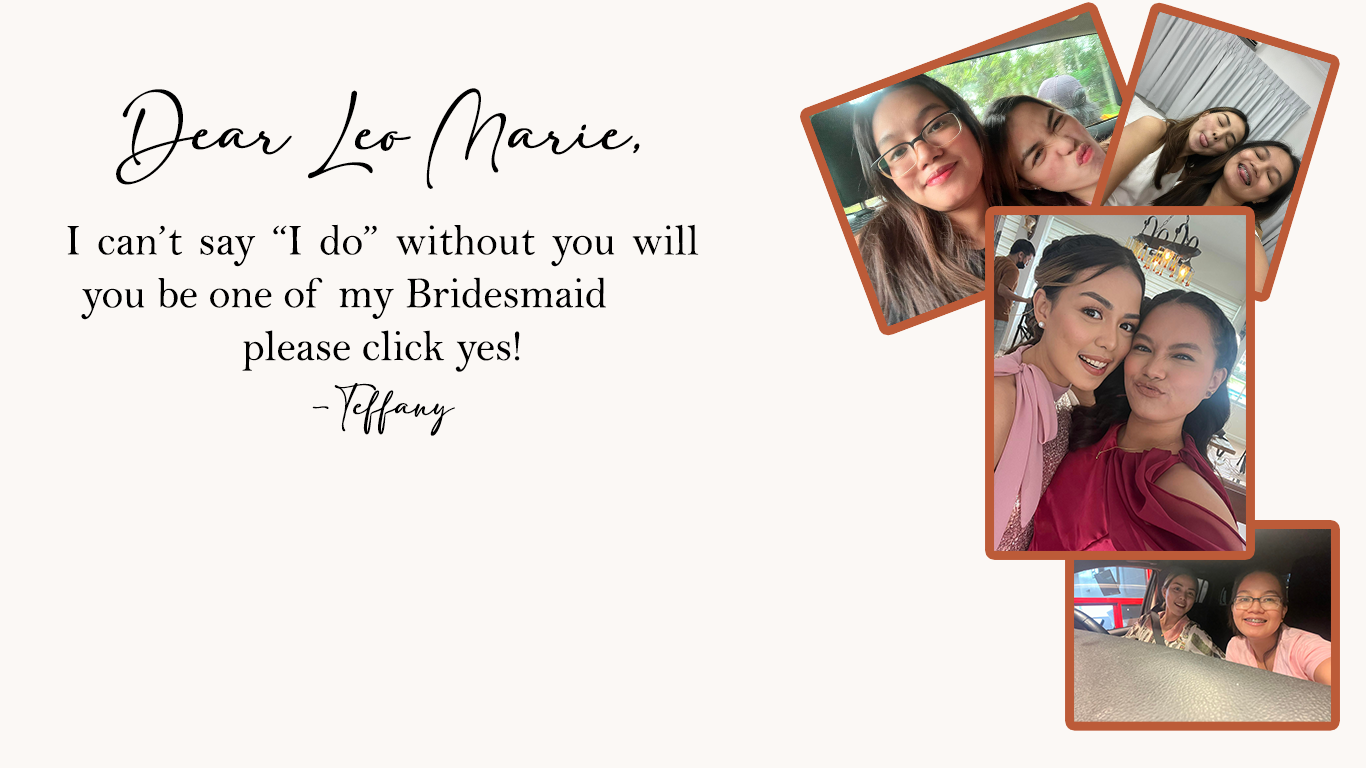 Dear Leo Marie,
I can’t say “I do” without you will
you be one of my Bridesmaid
please click yes!
-Teffany